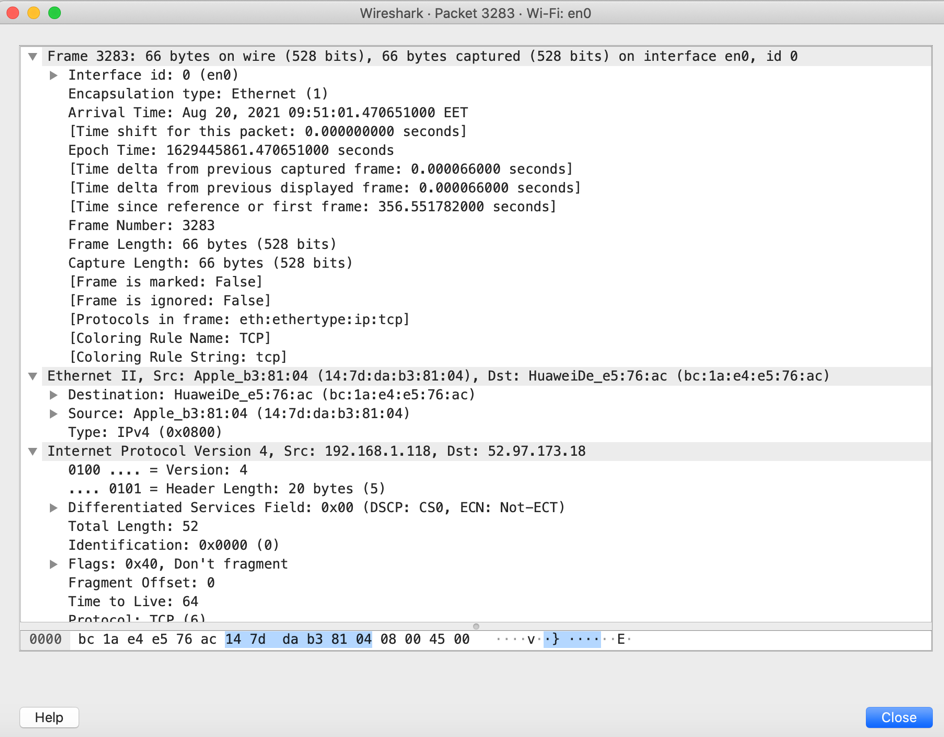 Wireshark · Packet 3283 · Wi-Fi: en0
Frame 3283: 66 bytes on wire (528 bits), 66 bytes captured (528 bits) on interface en0, id 0
Interface id: 0 (en0)
Encapsulation type: Ethernet (1)
Arrival Time: Aug 20, 2021 09:51:01.470651000 EET
[Time shift for this packet: 0.000000000 seconds]
Epoch Time: 1629445861.470651000 seconds
[Time delta from previous captured frame: 0.000066000 seconds]
[Time delta from previous displayed frame: 0.000066000 seconds]
[Time since reference or first frame: 356.551782000 seconds]
Frame Number: 3283
Frame Length: 66 bytes (528 bits)
Capture Length: 66 bytes (528 bits)
[Frame is marked: False]
[Frame is ignored: False]
[Protocols in frame: eth:ethertype:ip:tcp]
[Coloring Rule Name: TCP]
[Coloring Rule String: tcp]
Ethernet II, Src: Apple_b3:81:04 (14:7d:da:b3:81:04), Dst: HuaweiDe_e5:76:ac (bc:1a:e4:e5:76:ac)
Destination: HuaweiDe_e5:76:ac (bc:1a:e4:e5:76:ac)
Source: Apple_b3:81:04 (14:7d:da:b3:81:04)
Type: IPv4 (0x0800)
Internet Protocol Version 4, Src: 192.168.1.118, Dst: 52.97.173.18
0100 .... = Version: 4
.... 0101 = Header Length: 20 bytes (5)
Differentiated Services Field: 0x00 (DSCP: CS0, ECN: Not-ECT)
Total Length: 52
Identification: 0x0000 (0)
Flags: 0x40, Don't fragment
Fragment Offset: 0
Time to Live: 64
Protocol: TCP (6)
0000 bc 1a e4 e5 76 ac 14 7d da b3 81 04 08 00 45 00 ····v··} ······E·
Help Close